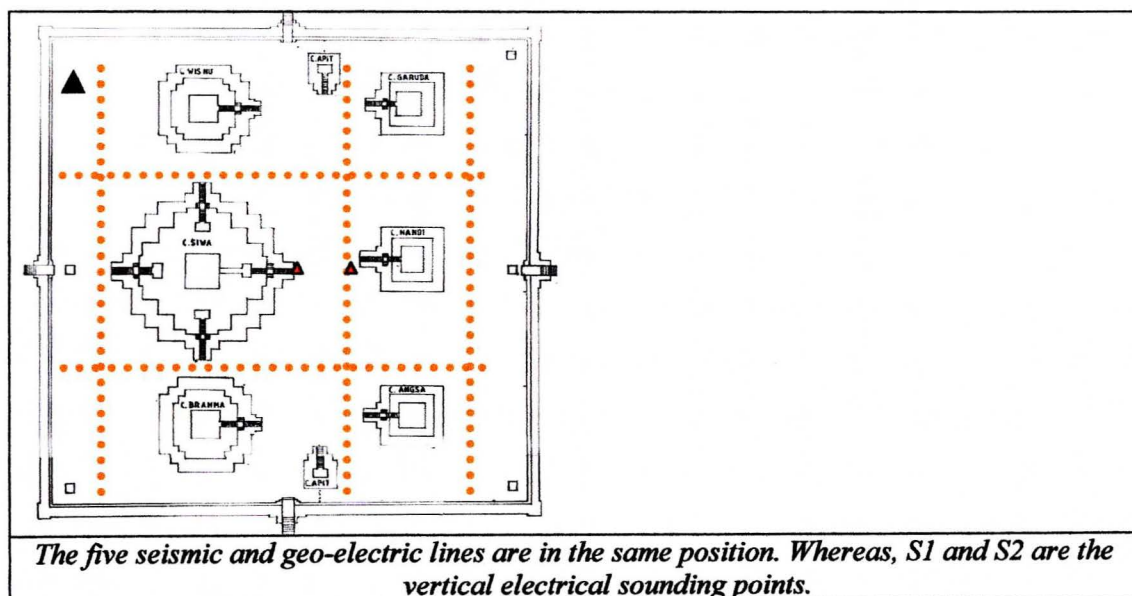 C. WISNU
C.APIT
C. GARUDA
C. SIWA
C. NANDI
C. BRAHMA
C. ANGSA
C.APIT
The five seismic and geo-electric lines are in the same position. Whereas, S1 and S2 are the
vertical electrical sounding points.